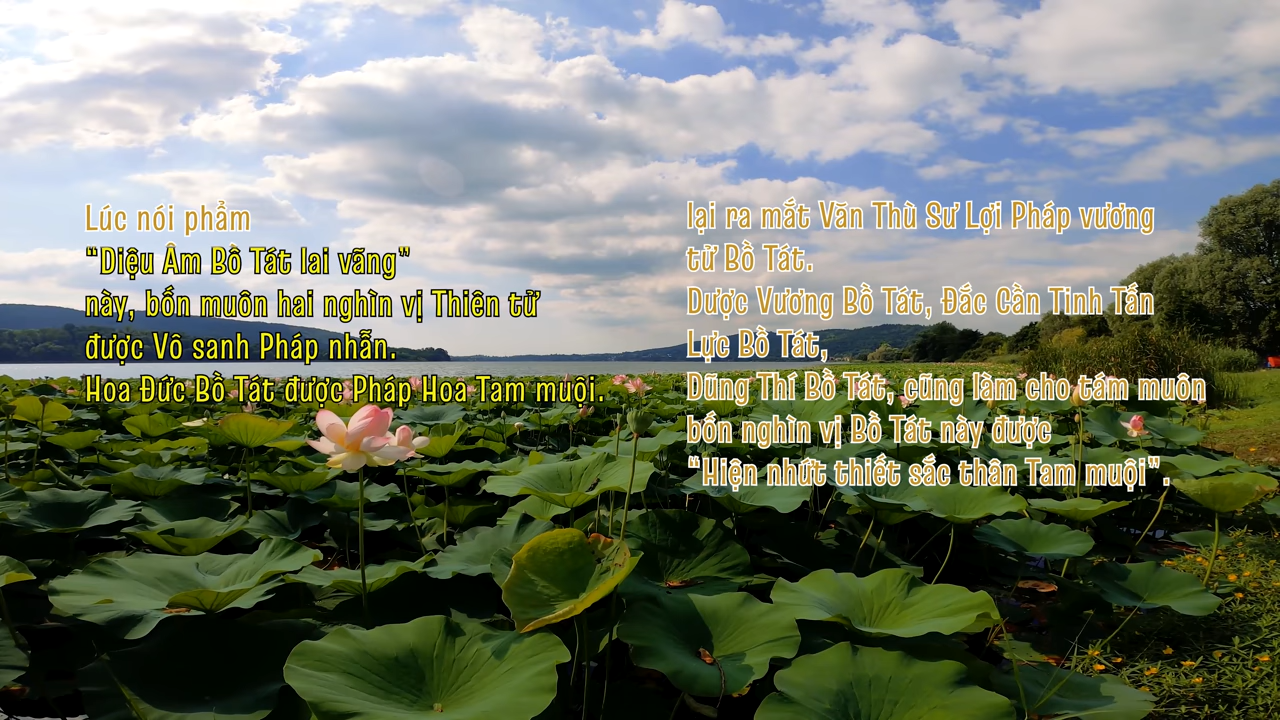 Lúc nói phẩm
“Diệu Âm Bồ Tát lai vãng”
này, bốn muôn hai nghìn vị Thiên tử
được Vô sanh Pháp nhẫn.
Hoa Đức Bồ Tát được Pháp Hoa Tam muội.
lại ra mắt Văn Thù Sư Lợi Pháp vương
tử Bồ Tát.
Dược Vương Bồ Tát, Đắc Cần Tinh Tấn
Lực Bồ Tát,
Dũng Thí Bồ Tát, cũng làm cho tám muôn
bốn nghìn vị Bồ Tát này được
“Hiện nhứt thiết sắc thân Tam muội”.